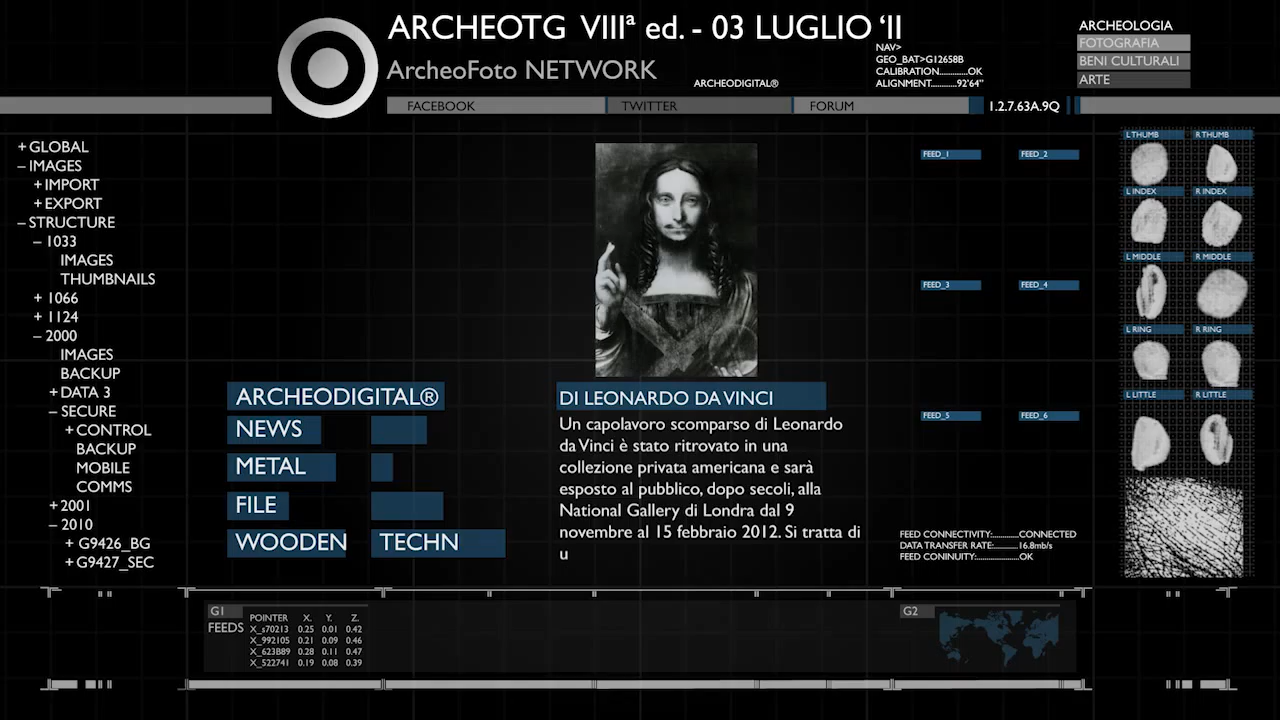 ARCHEOTG VIIIª ed. - 03 LUGLIO ‘II
ArcheoFoto NETWORK
ARCHEODIGITAL®
NAV>
GEO_BAT>G12658B
CALIBRATION..............OK
ALIGNMENT..........92'64"
ARCHEOLOGIA
FOTOGRAFIA
BENI CULTURALI
ARTE
FACEBOOK
TWITTER
FORUM
1.2.7.63A.9Q
+ GLOBAL
– IMAGES
+ IMPORT
+ EXPORT
– STRUCTURE
– 1033
IMAGES
THUMBNAILS
+ 1066
+ 1124
– 2000
IMAGES
BACKUP
+ DATA 3
– SECURE
+ CONTROL
BACKUP
MOBILE
COMMS
+ 2001
– 2010
+ G9426_BG
+ G9427_SEC
ARCHEODIGITAL®
NEWS
METAL
FILE
WOODEN
TECHN
DI LEONARDO DA VINCI
Un capolavoro scomparso di Leonardo
da Vinci è stato ritrovato in una
collezione privata americana e sarà
esposto al pubblico, dopo secoli, alla
National Gallery di Londra dal 9
novembre al 15 febbraio 2012. Si tratta di
u
FEED_1
FEED_2
FEED_3
FEED_4
FEED_5
FEED_6
FEED CONNECTIVITY:............CONNECTED
DATA TRANSFER RATE:..........16.8mb/s
FEED CONINUITY:...................OK
L THUMB
R THUMB
L INDEX
R INDEX
L MIDDLE
R MIDDLE
L RING
R RING
L LITTLE
R LITTLE
G1
FEEDS
POINTER X. Y. Z.
X_s70213 0.25 0.01 0.42
X_992105 0.21 0.09 0.46
X_623B89 0.28 0.11 0.47
X_522741 0.19 0.08 0.39
G2